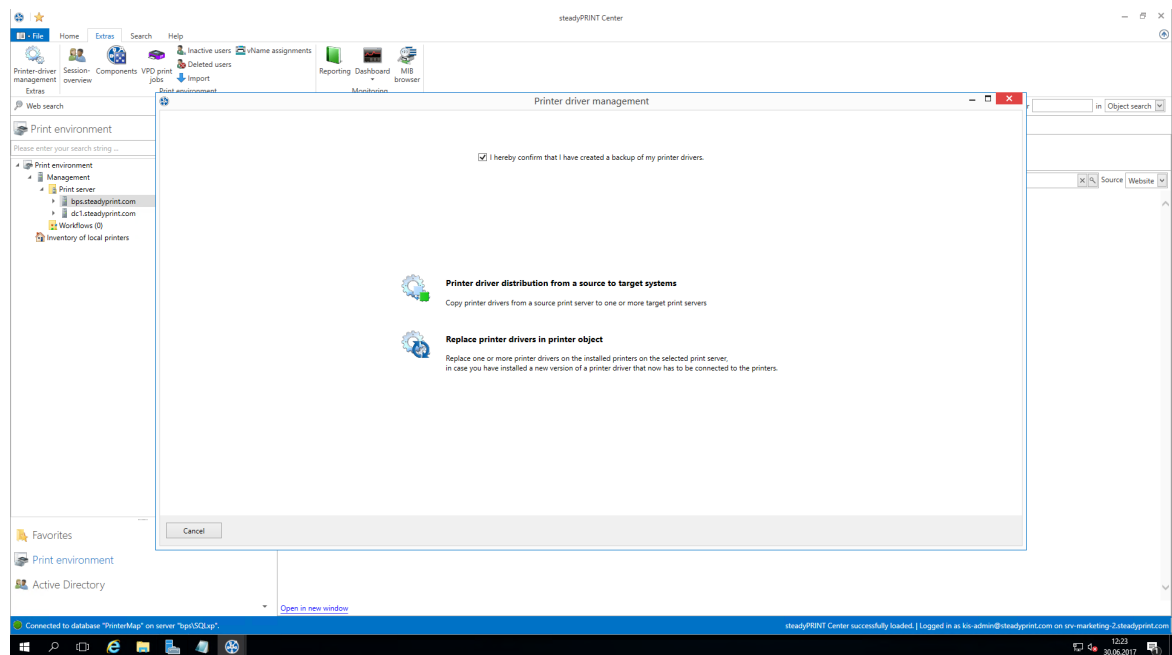 steadyPRINT Center
File Home Extras Search Help
Printer-driver management
Session-overview
Components
VPD print jobs
Inactive users
vName assignments
Deleted users
Import
Reporting
Dashboard
MIB browser
Extras
Print environment
Monitoring
Web search
in Object search
Printer driver management
Print environment
Please enter your search string ...
Print environment
Management
Print server
bps.steadyprint.com
dc1.steadyprint.com
Workflows (0)
Inventory of local printers
Source Website
I hereby confirm that I have created a backup of my printer drivers.
Printer driver distribution from a source to target systems
Copy printer drivers from a source print server to one or more target print servers
Replace printer drivers in printer object
Replace one or more printer drivers on the installed printers on the selected print server,
in case you have installed a new version of a printer driver that now has to be connected to the printers.
Cancel
Favorites
Print environment
Active Directory
Open in new window
Connected to database "PrinterMap" on server "bps\SQLxp".
steadyPRINT Center successfully loaded. | Logged in as kis-admin@steadyprint.com on srv-marketing-2.steadyprint.com
12:23
30.06.2017